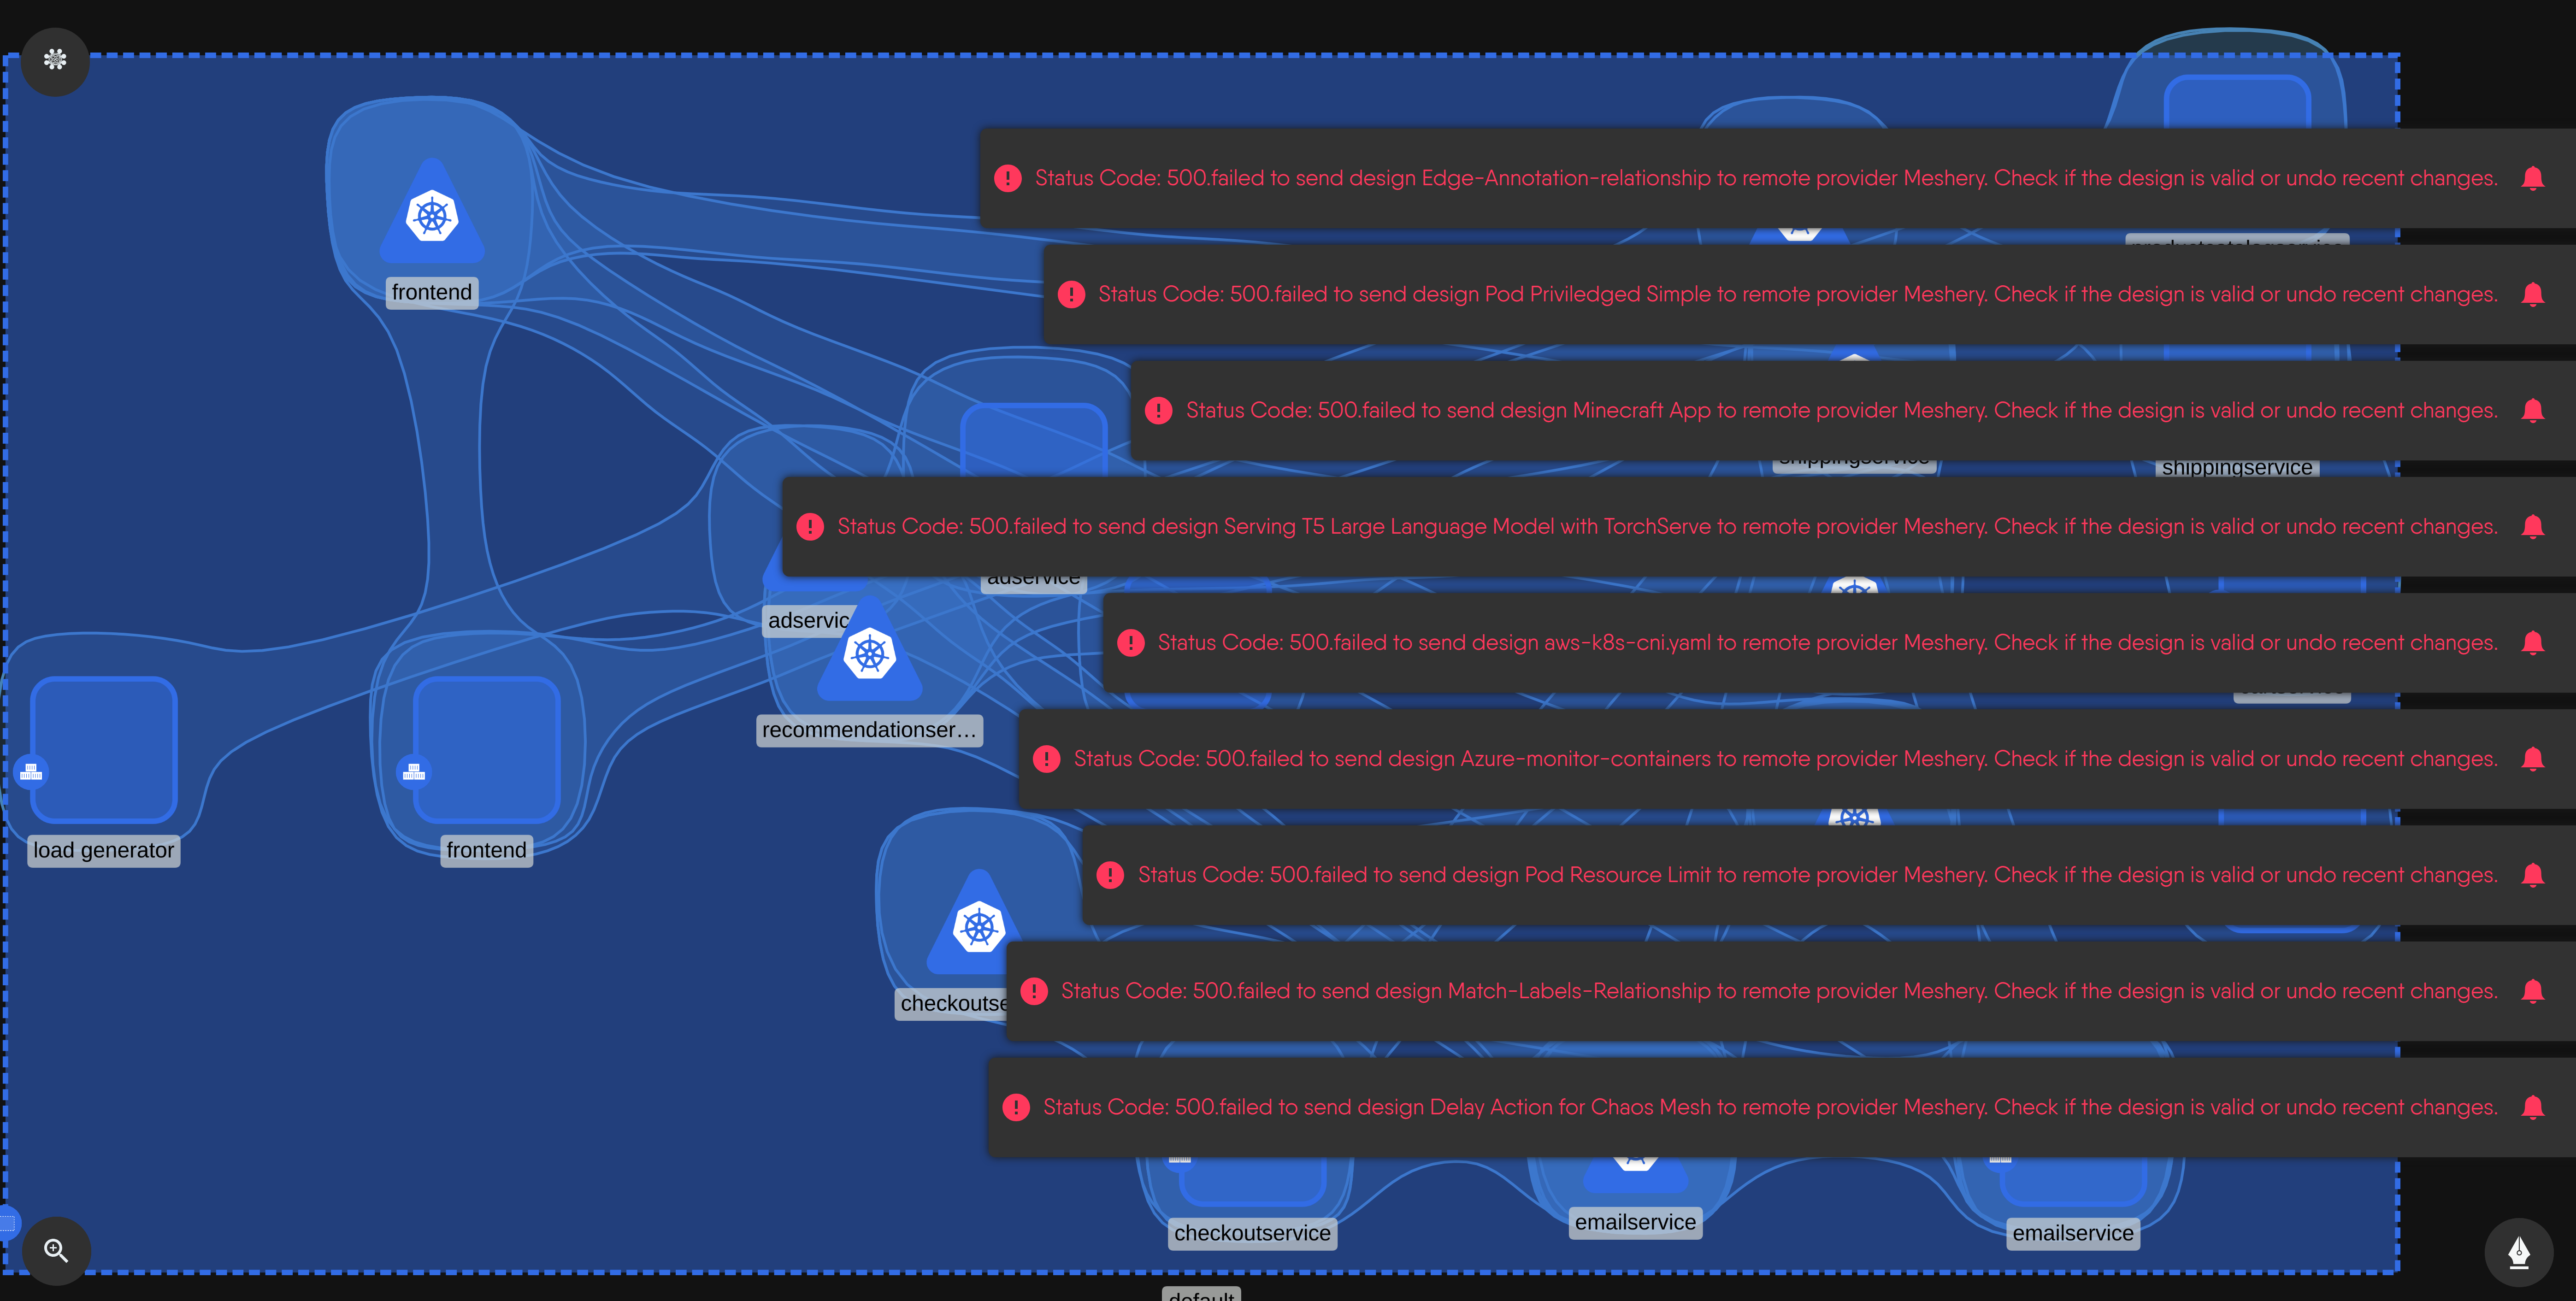 Status Code: 500.failed to send design Edge-Annotation-relationship to remote provider Meshery. Check if the design is valid or undo recent changes.
productcatalogservice
frontend
Status Code: 500.failed to send design Pod Priviledged Simple to remote provider Meshery. Check if the design is valid or undo recent changes.
Status Code: 500.failed to send design Minecraft App to remote provider Meshery. Check if the design is valid or undo recent changes.
shippingservice
shippingservice
Status Code: 500.failed to send design Serving T5 Large Language Model with TorchServe to remote provider Meshery. Check if the design is valid or undo recent changes.
adservice
adservic
Status Code: 500.failed to send design aws-k8s-cni.yaml to remote provider Meshery. Check if the design is valid or undo recent changes.
recommendationser…
Status Code: 500.failed to send design Azure-monitor-containers to remote provider Meshery. Check if the design is valid or undo recent changes.
load generator
frontend
Status Code: 500.failed to send design Pod Resource Limit to remote provider Meshery. Check if the design is valid or undo recent changes.
checkoutse
Status Code: 500.failed to send design Match-Labels-Relationship to remote provider Meshery. Check if the design is valid or undo recent changes.
Status Code: 500.failed to send design Delay Action for Chaos Mesh to remote provider Meshery. Check if the design is valid or undo recent changes.
checkoutservice
emailservice
emailservice
default